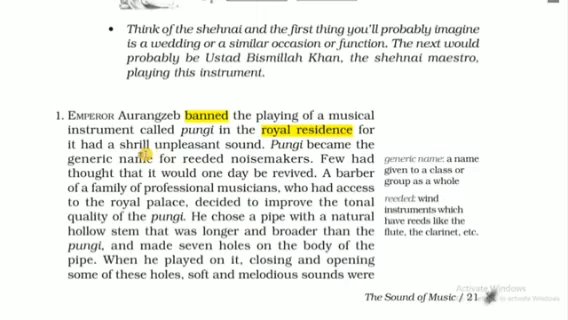 • Think of the shehnai and the first thing you'll probably imagine
is a wedding or a similar occasion or function. The next would
probably be Ustad Bismillah Khan, the shehnai maestro,
playing this instrument.
1. EMPEROR Aurangzeb banned the playing of a musical
instrument called pungi in the royal residence for
it had a shrill unpleasant sound. Pungi became the
generic name for reeded noisemakers. Few had
thought that it would one day be revived. A barber
of a family of professional musicians, who had access
to the royal palace, decided to improve the tonal
quality of the pungi. He chose a pipe with a natural
hollow stem that was longer and broader than the
pungi, and made seven holes on the body of the
pipe. When he played on it, closing and opening
some of these holes, soft and melodious sounds were
generic name: a name
given to a class or
group as a whole
reeded: wind
instruments which
have reeds like the
flute, the clarinet, etc.
The Sound of Music / 21
Activate Windows
to activate Windows